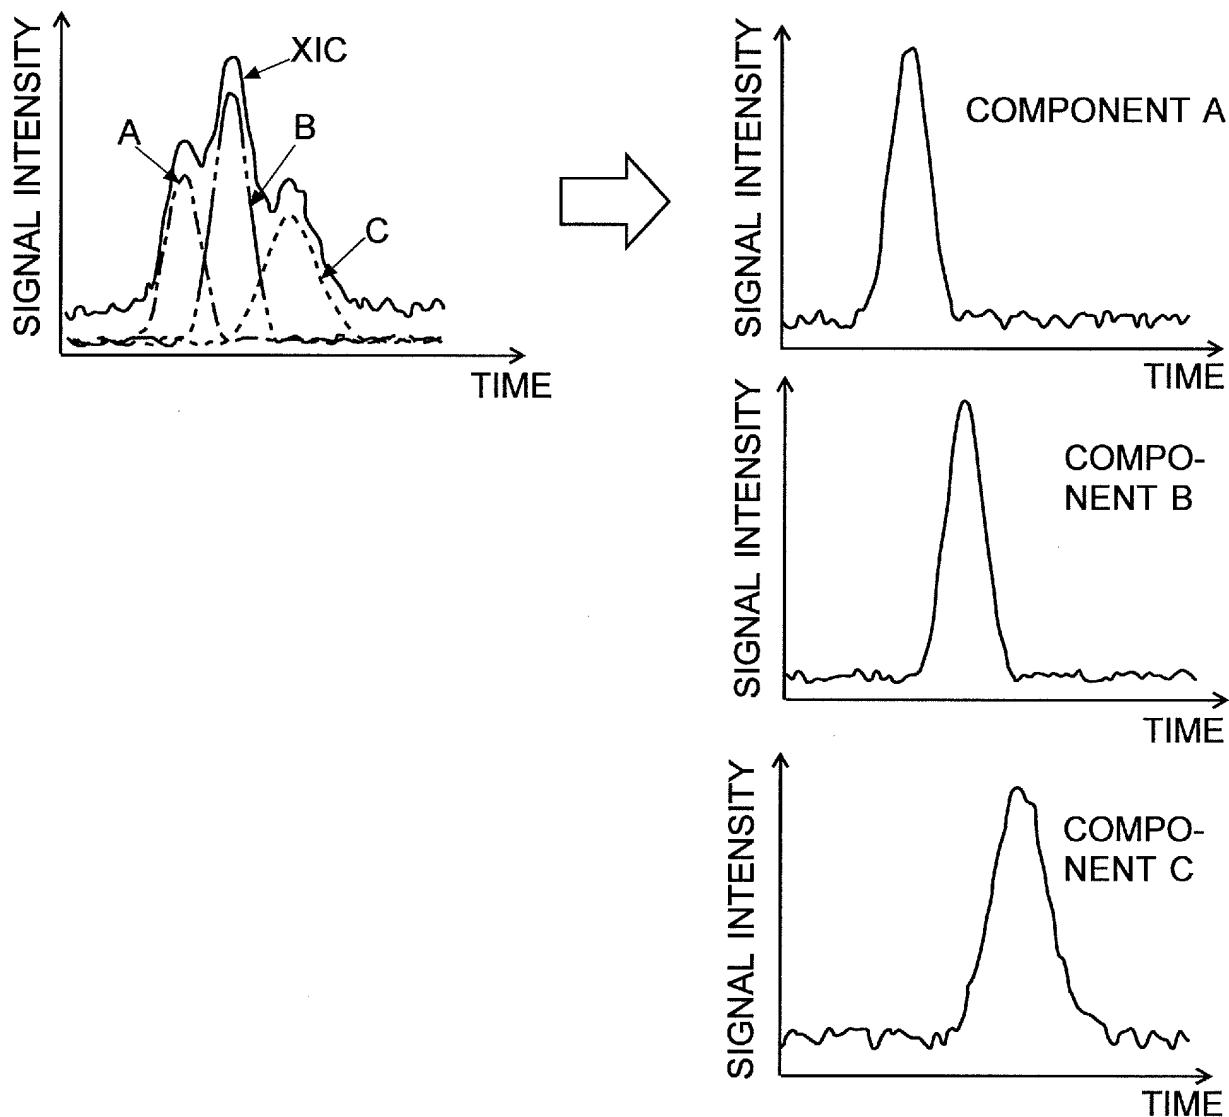 SIGNAL INTENSITY
XIC
A
B
C
TIME
SIGNAL INTENSITY
COMPONENT A
TIME
SIGNAL INTENSITY
COMPO-
NENT B
TIME
SIGNAL INTENSITY
COMPO-
NENT C
TIME